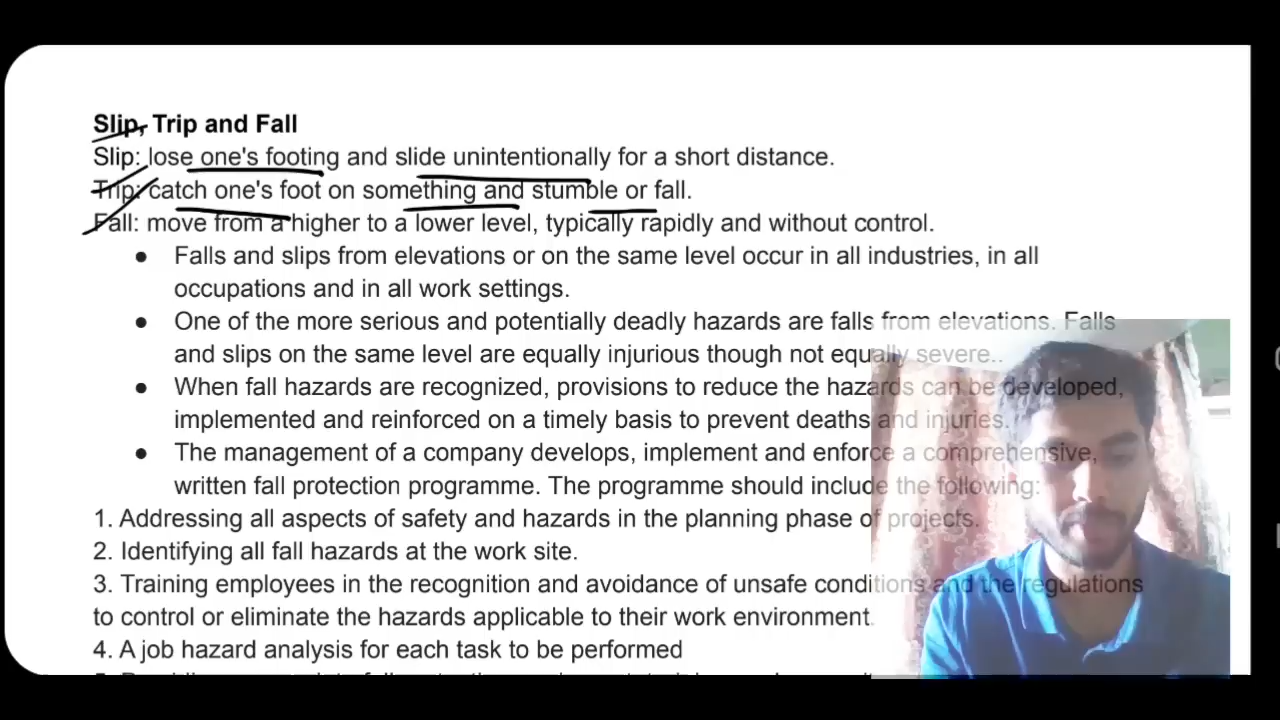 Slip, Trip and Fall
Slip: lose one's footing and slide unintentionally for a short distance.
Trip: catch one's foot on something and stumble or fall.
Fall: move from a higher to a lower level, typically rapidly and without control.
● Falls and slips from elevations or on the same level occur in all industries, in all
occupations and in all work settings.
● One of the more serious and potentially deadly hazards are falls from elevations. Falls
and slips on the same level are equally injurious though not equally severe..
● When fall hazards are recognized, provisions to reduce the hazards can be developed,
implemented and reinforced on a timely basis to prevent deaths and injuries.
● The management of a company develops, implement and enforce a comprehensive,
written fall protection programme. The programme should include the following:
1. Addressing all aspects of safety and hazards in the planning phase of projects.
2. Identifying all fall hazards at the work site.
3. Training employees in the recognition and avoidance of unsafe conditions and the regulations
to control or eliminate the hazards applicable to their work environment.
4. A job hazard analysis for each task to be performed